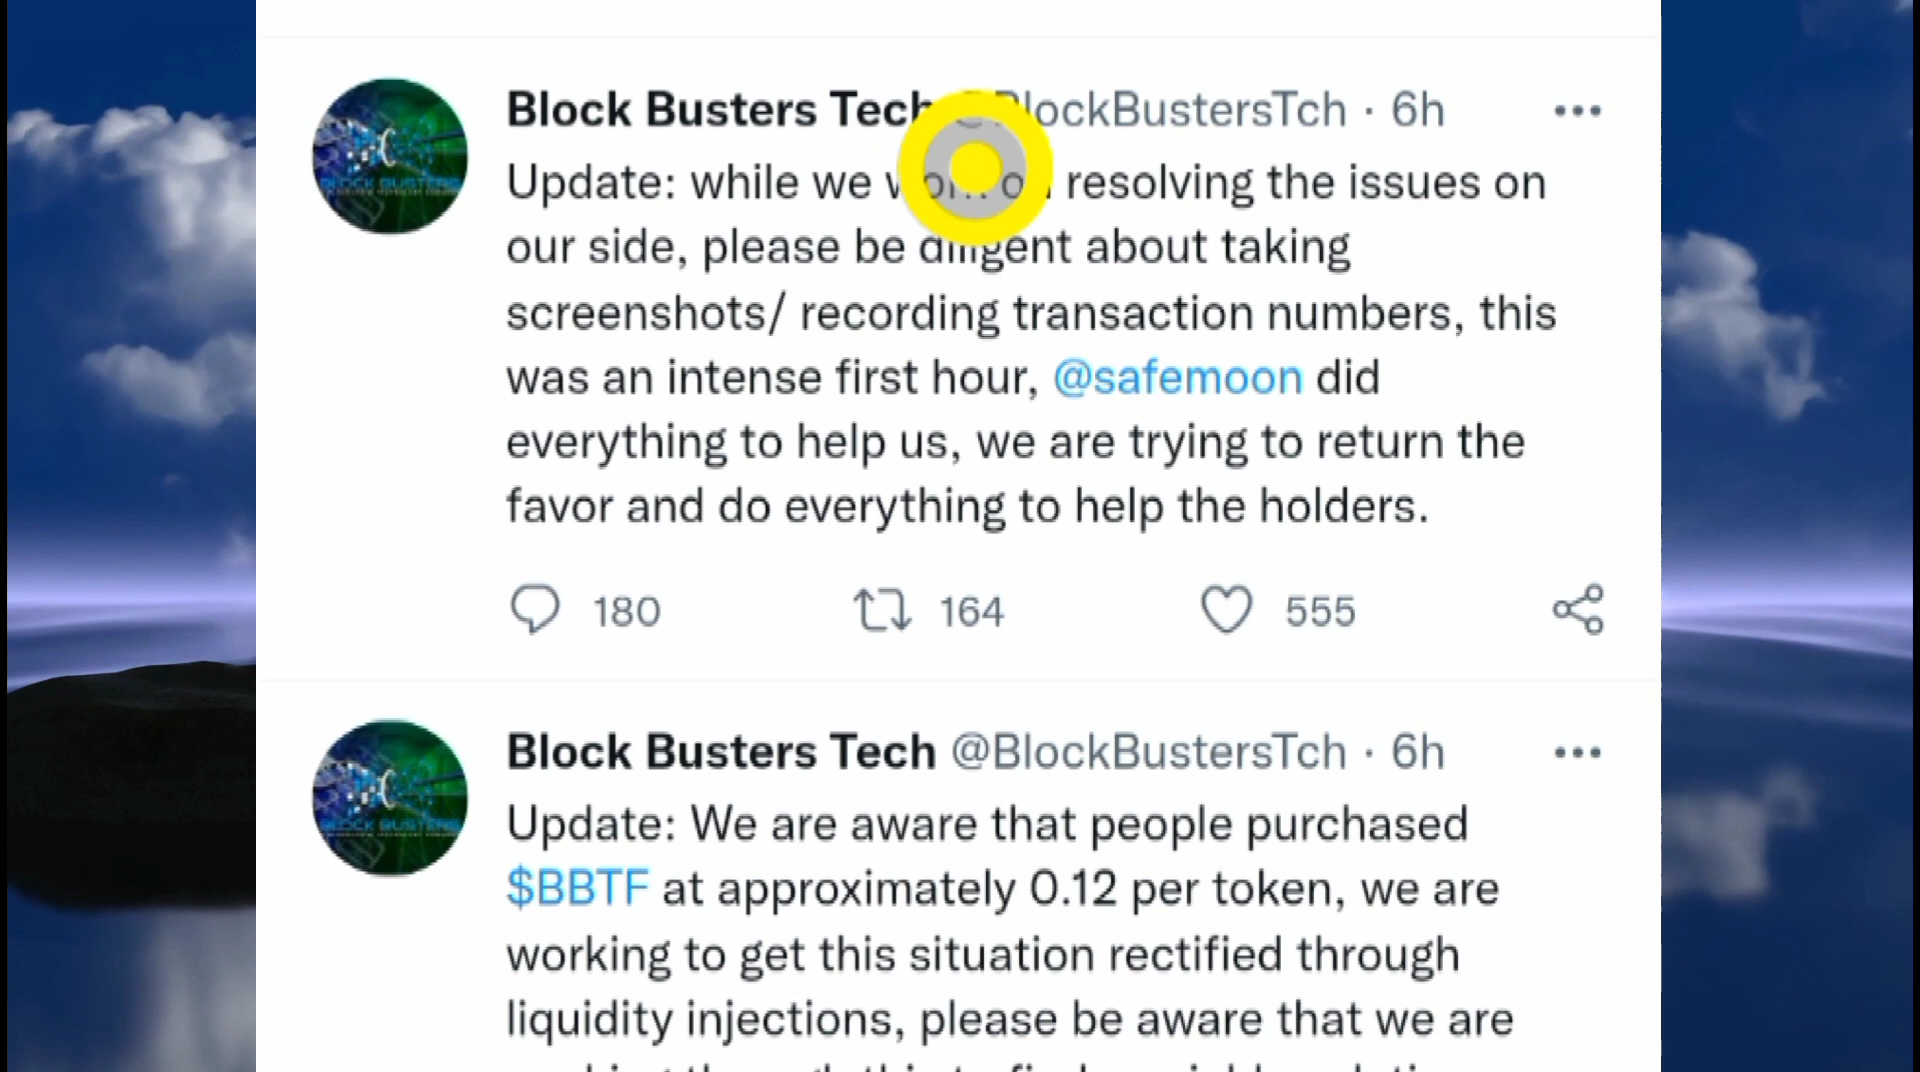 Block Busters Tech @BlockBustersTch · 6h
Update: while we work on resolving the issues on
our side, please be diligent about taking
screenshots/ recording transaction numbers, this
was an intense first hour, @safemoon did
everything to help us, we are trying to return the
favor and do everything to help the holders.
180 164 555
Block Busters Tech @BlockBustersTch · 6h
Update: We are aware that people purchased
$BBTF at approximately 0.12 per token, we are
working to get this situation rectified through
liquidity injections, please be aware that we are